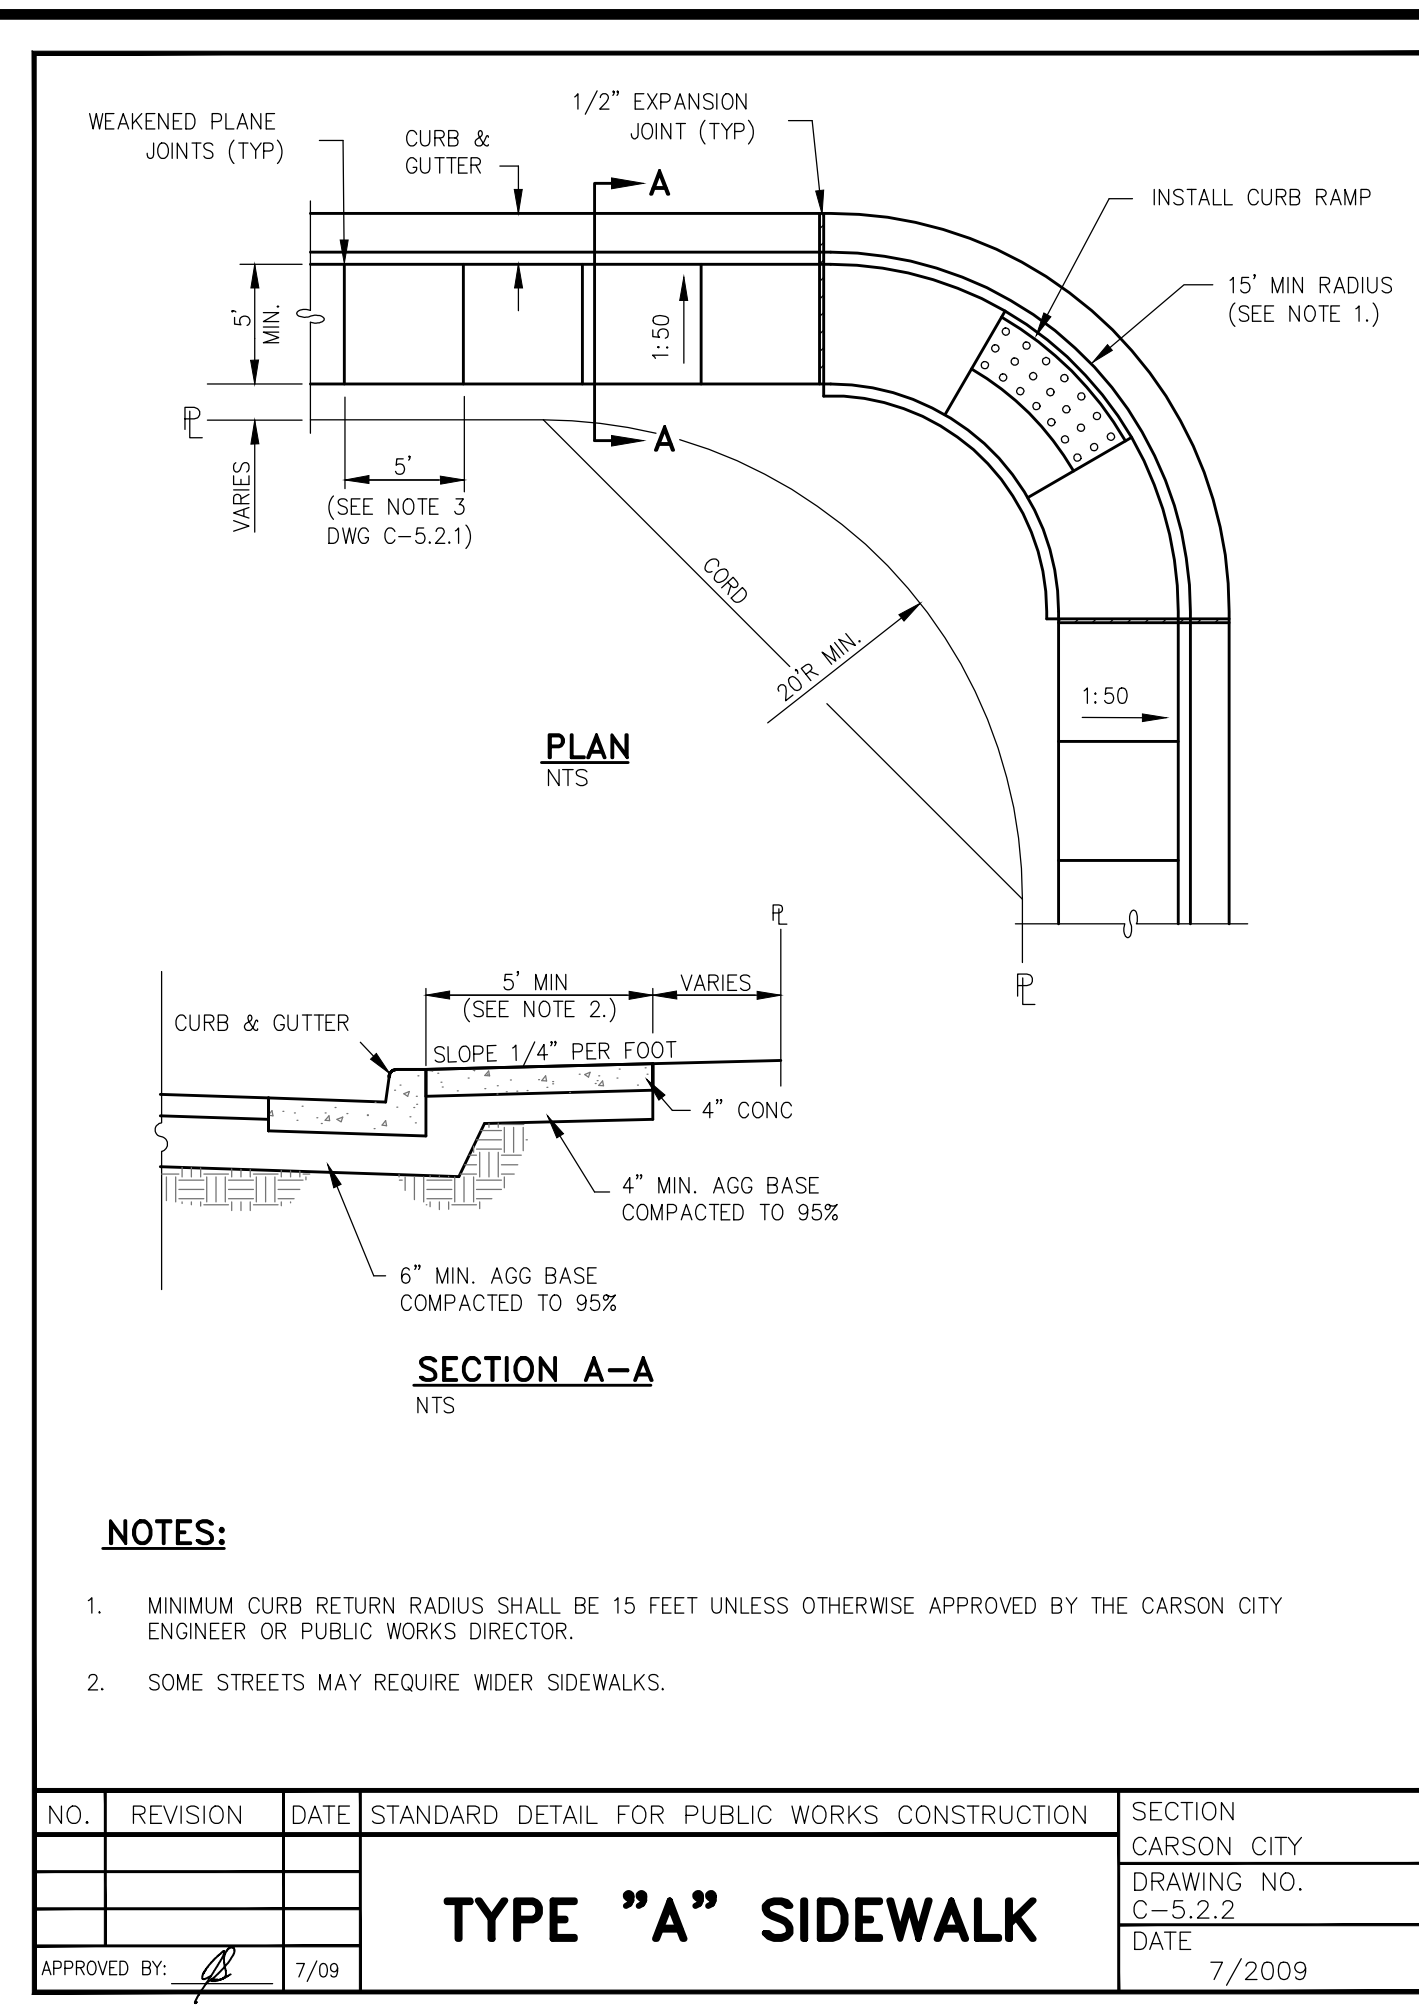 1/2” EXPANSION
JOINT (TYP)
WEAKENED PLANE
JOINTS (TYP)
CURB &
GUTTER
A
INSTALL CURB RAMP
15’ MIN RADIUS
(SEE NOTE 1.)
5’
MIN.
1:50
PL
A
VARIES
5’
(SEE NOTE 3
DWG C-5.2.1)
CORD
20’R MIN.
1:50
PLAN
NTS
PL
PL
5’ MIN
(SEE NOTE 2.)
VARIES
CURB & GUTTER
SLOPE 1/4” PER FOOT
4” CONC
4” MIN. AGG BASE
COMPACTED TO 95%
6” MIN. AGG BASE
COMPACTED TO 95%
SECTION A-A
NTS
NOTES:
1. MINIMUM CURB RETURN RADIUS SHALL BE 15 FEET UNLESS OTHERWISE APPROVED BY THE CARSON CITY
ENGINEER OR PUBLIC WORKS DIRECTOR.
2. SOME STREETS MAY REQUIRE WIDER SIDEWALKS.
NO. REVISION DATE STANDARD DETAIL FOR PUBLIC WORKS CONSTRUCTION
SECTION
CARSON CITY
TYPE ”A” SIDEWALK
DRAWING NO.
C-5.2.2
DATE
7/2009
APPROVED BY: 7/09